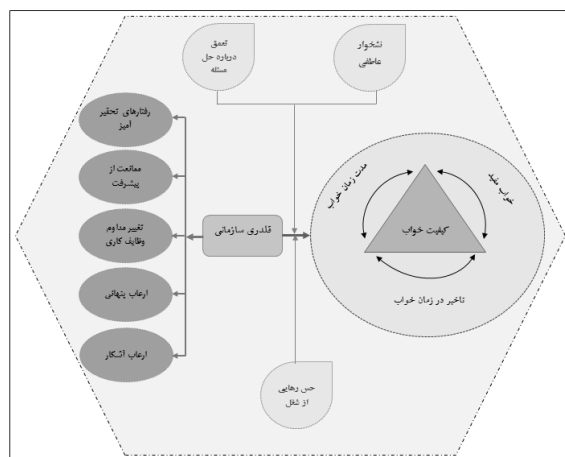 تعمق
درباره حل
مسئله
نشخوار
عاطفی
رفتارهای تحقیر
آمیز
ممانعت از
پیشرفت
تغییر مداوم
وظایف کاری
ارعاب پنهانی
ارعاب آشکار
قلدری سازمانی
مدت زمان خواب
خواب مفید
کیفیت خواب
تاخیر در زمان خواب
حس رهایی
از شغل